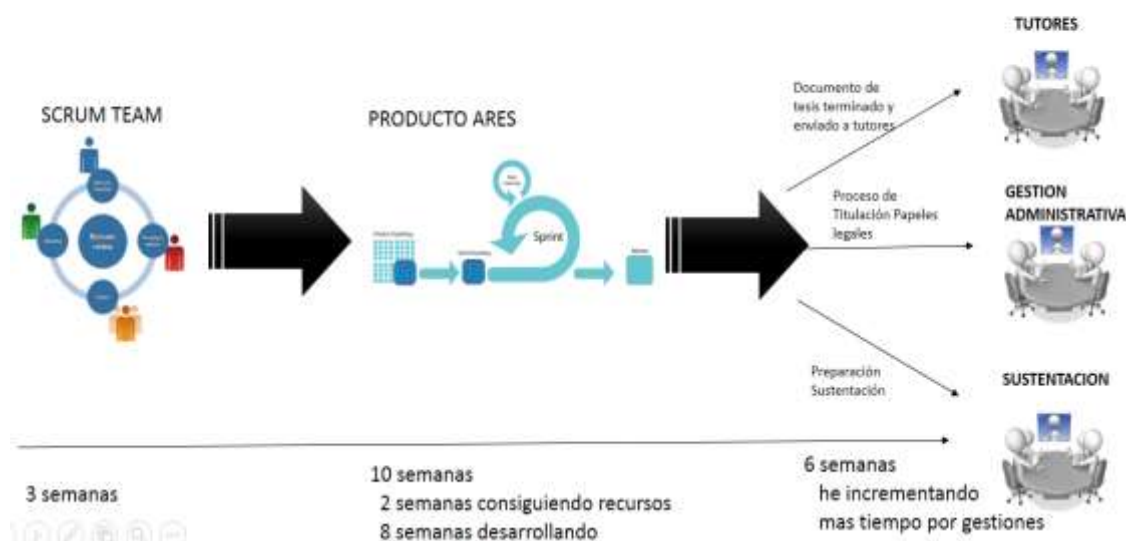 SCRUM TEAM
PRODUCTO ARES
Sprint
Documento de
tesis terminado y
enviado a tutores
Proceso de
Titulación Papeles
legales
Preparación
Sustentación
TUTORES
GESTION
ADMINISTRATIVA
SUSTENTACION
3 semanas
10 semanas
2 semanas consiguiendo recursos
8 semanas desarrollando
6 semanas
he incrementando
mas tiempo por gestiones